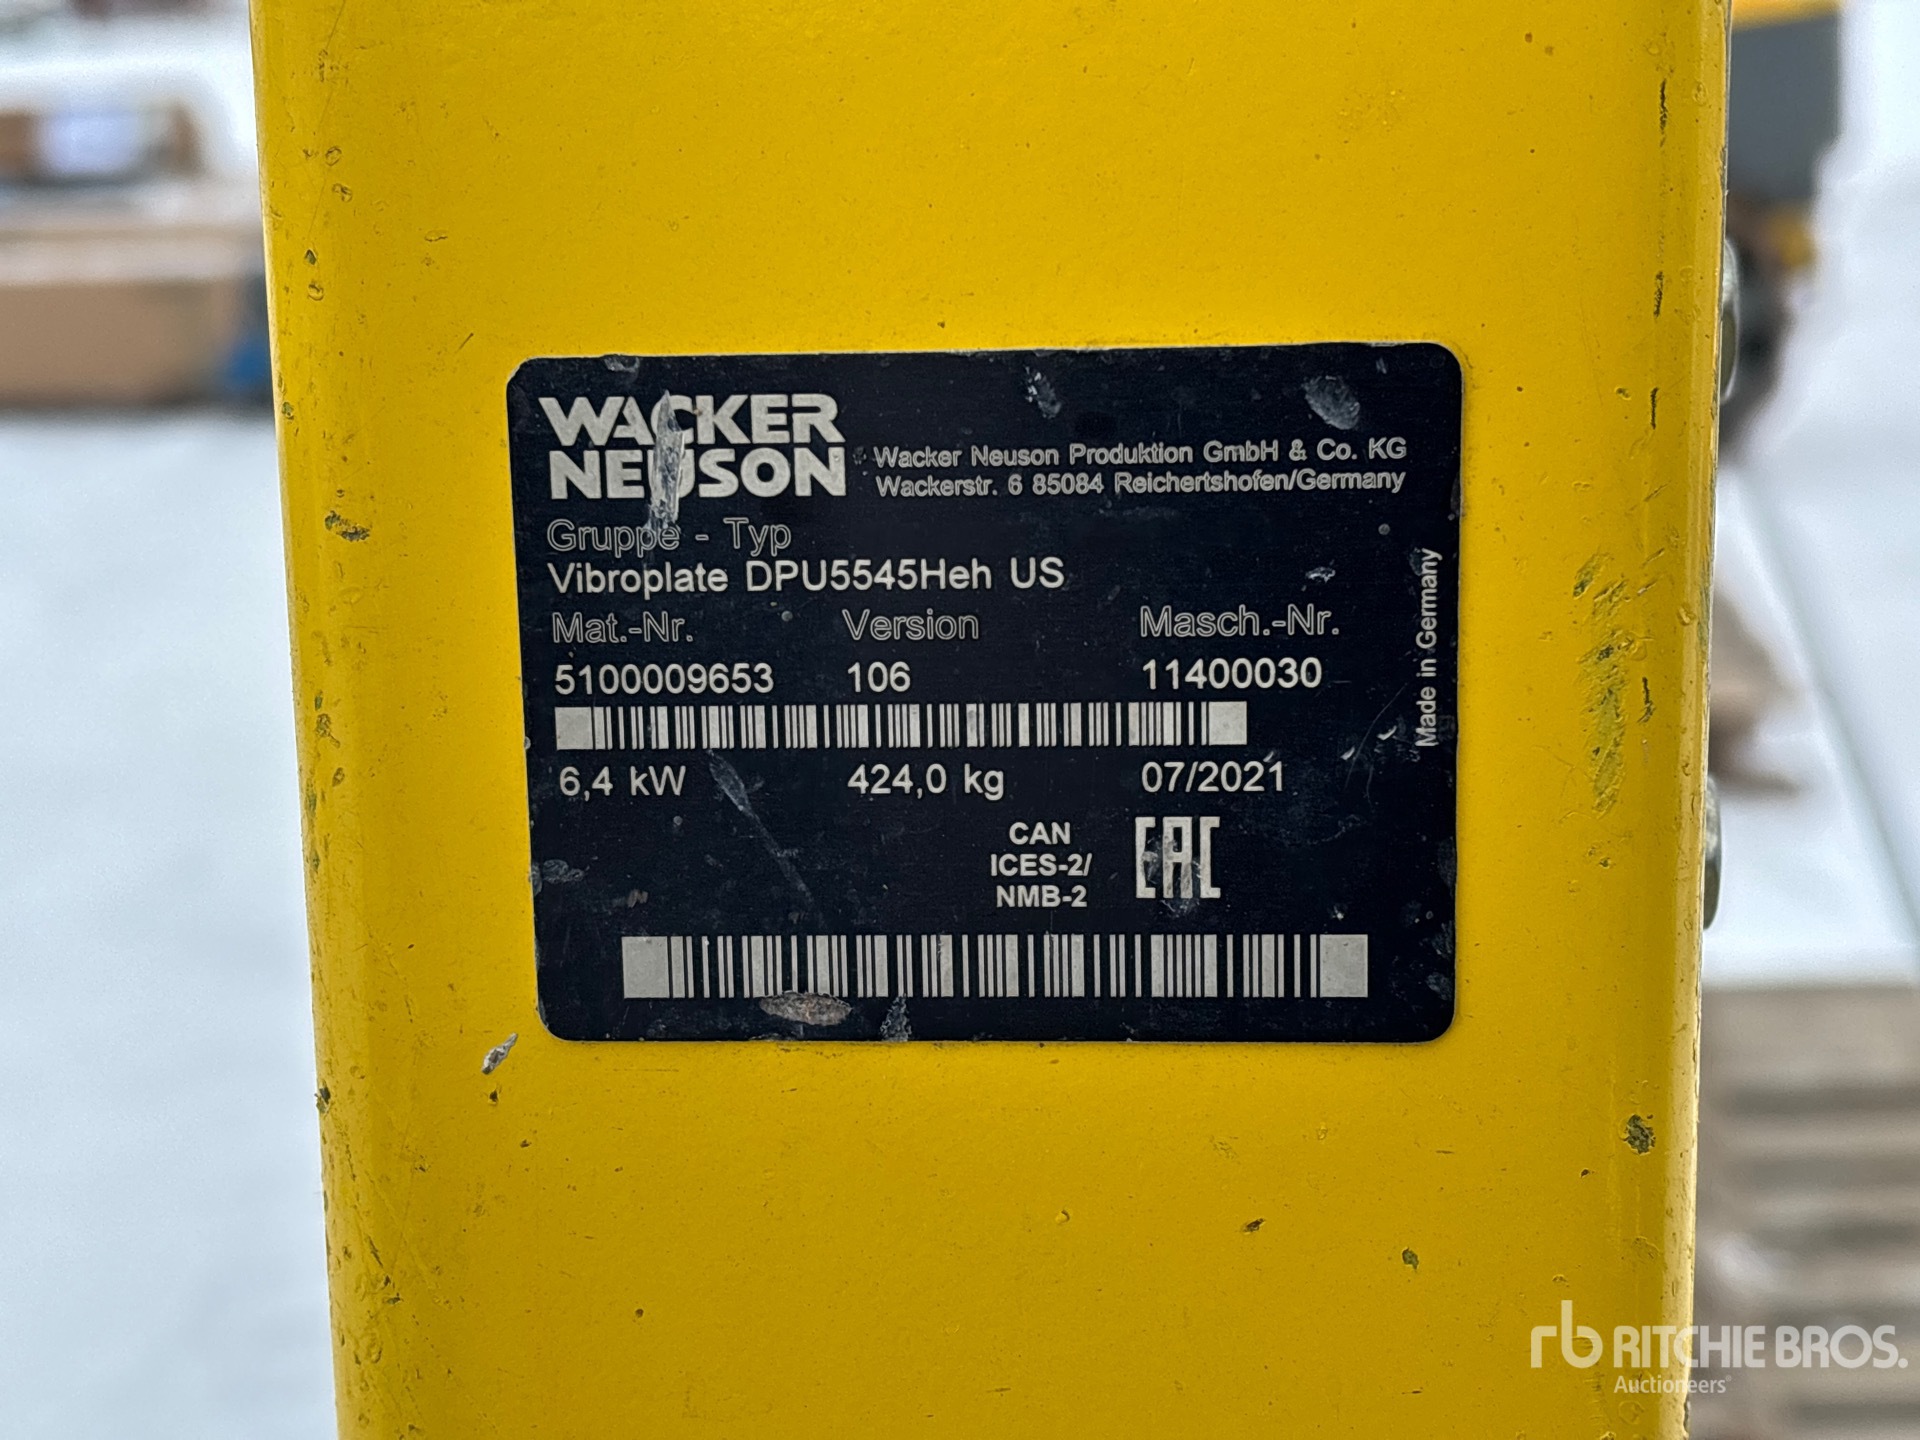 WACKER
NEUSON
Wacker Neuson Produktion GmbH & Co. KG
Wackerstr. 6 85084 Reichertshofen/Germany
Gruppe - Typ
Vibroplate DPU5545Heh US
Mat.-Nr. Version Masch.-Nr.
5100009653 106 11400030
6,4 kW 424,0 kg 07/2021
CAN
ICES-2/
NMB-2
EAC
Made in Germany
rb RITCHIE BROS.
Auctioneers